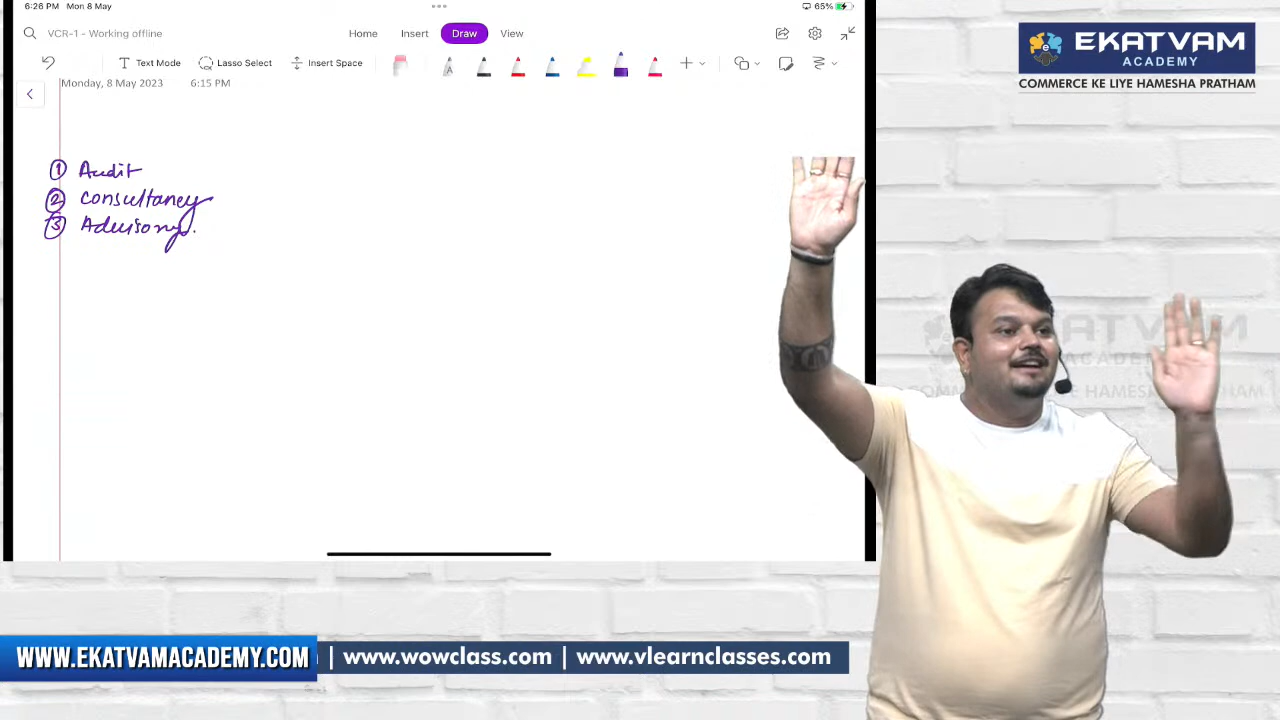 6:26 PM Mon 8 May
65%
VCR-1 - Working offline
Home Insert Draw View
Text Mode Lasso Select Insert Space
Monday, 8 May 2023 6:15 PM
① Audit
② Consultancy
③ Advisory.
EKATVAM
ACADEMY
COMMERCE KE LIYE HAMESHA PRATHAM
WWW.EKATVAMACADEMY.COM | www.wowclass.com | www.vlearnclasses.com